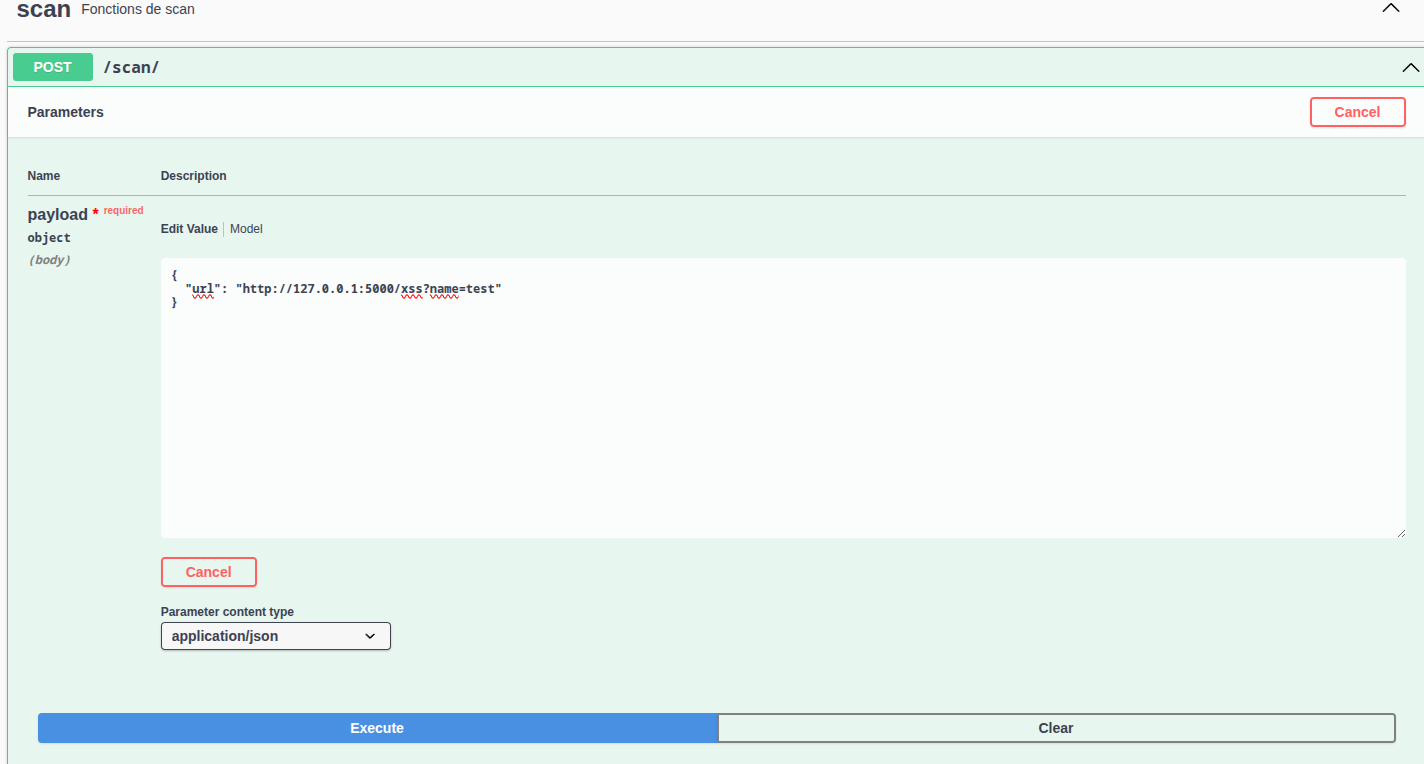 scan Fonctions de scan
POST /scan/
Parameters Cancel
Name Description
payload * required
object
(body)
Edit Value Model
{
"url": "http://127.0.0.1:5000/xss?name=test"
}
Cancel
Parameter content type
application/json
Execute Clear